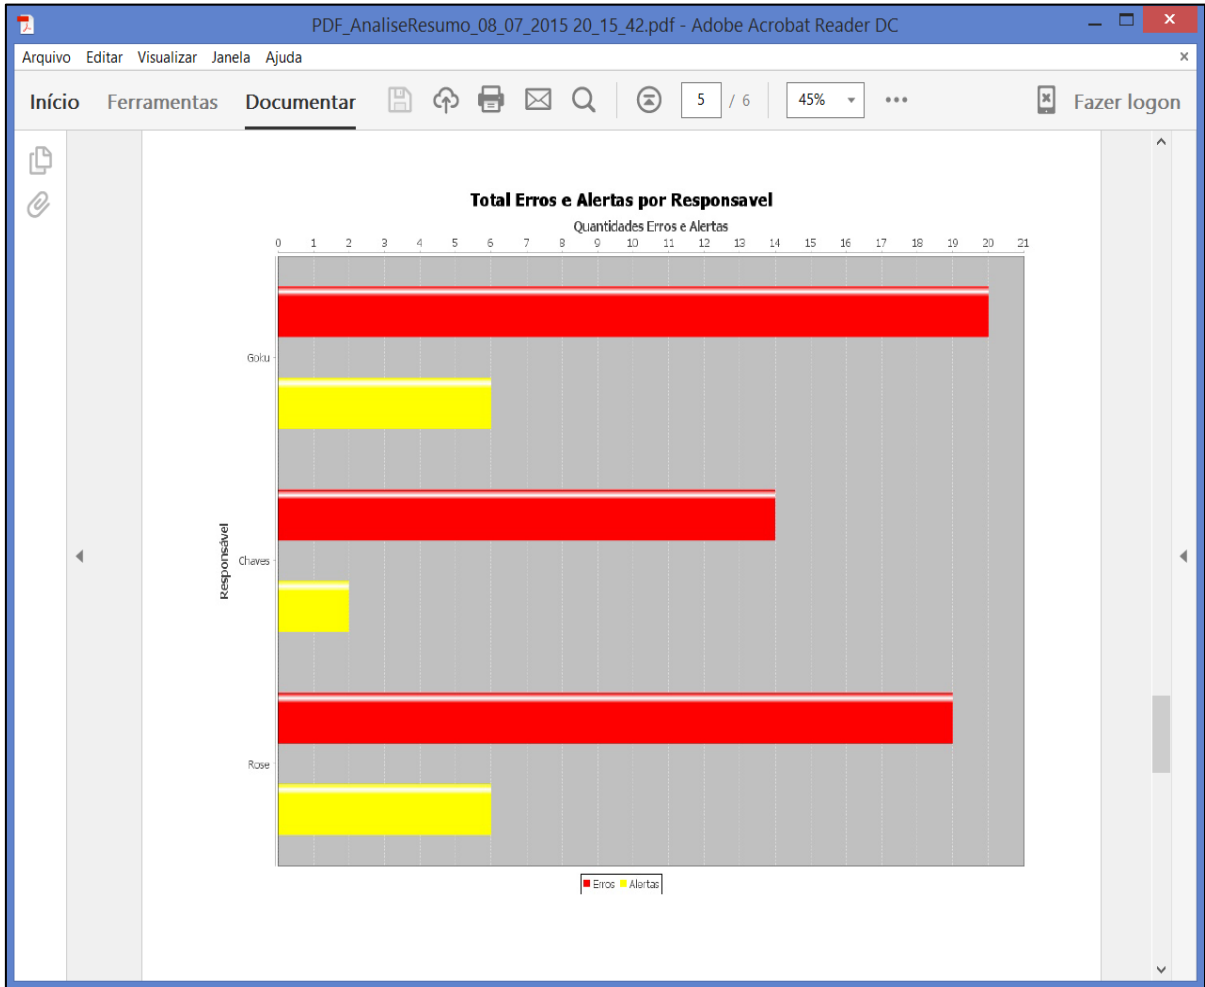 PDF_AnaliseResumo_08_07_2015 20_15_42.pdf - Adobe Acrobat Reader DC
Arquivo Editar Visualizar Janela Ajuda
Início Ferramentas Documentar 5 / 6 45% Fazer logon
Total Erros e Alertas por Responsavel
Quantidades Erros e Alertas
0 1 2 3 4 5 6 7 8 9 10 11 12 13 14 15 16 17 18 19 20 21
Goku
Responsável
Chaves
Rose
Erros Alertas